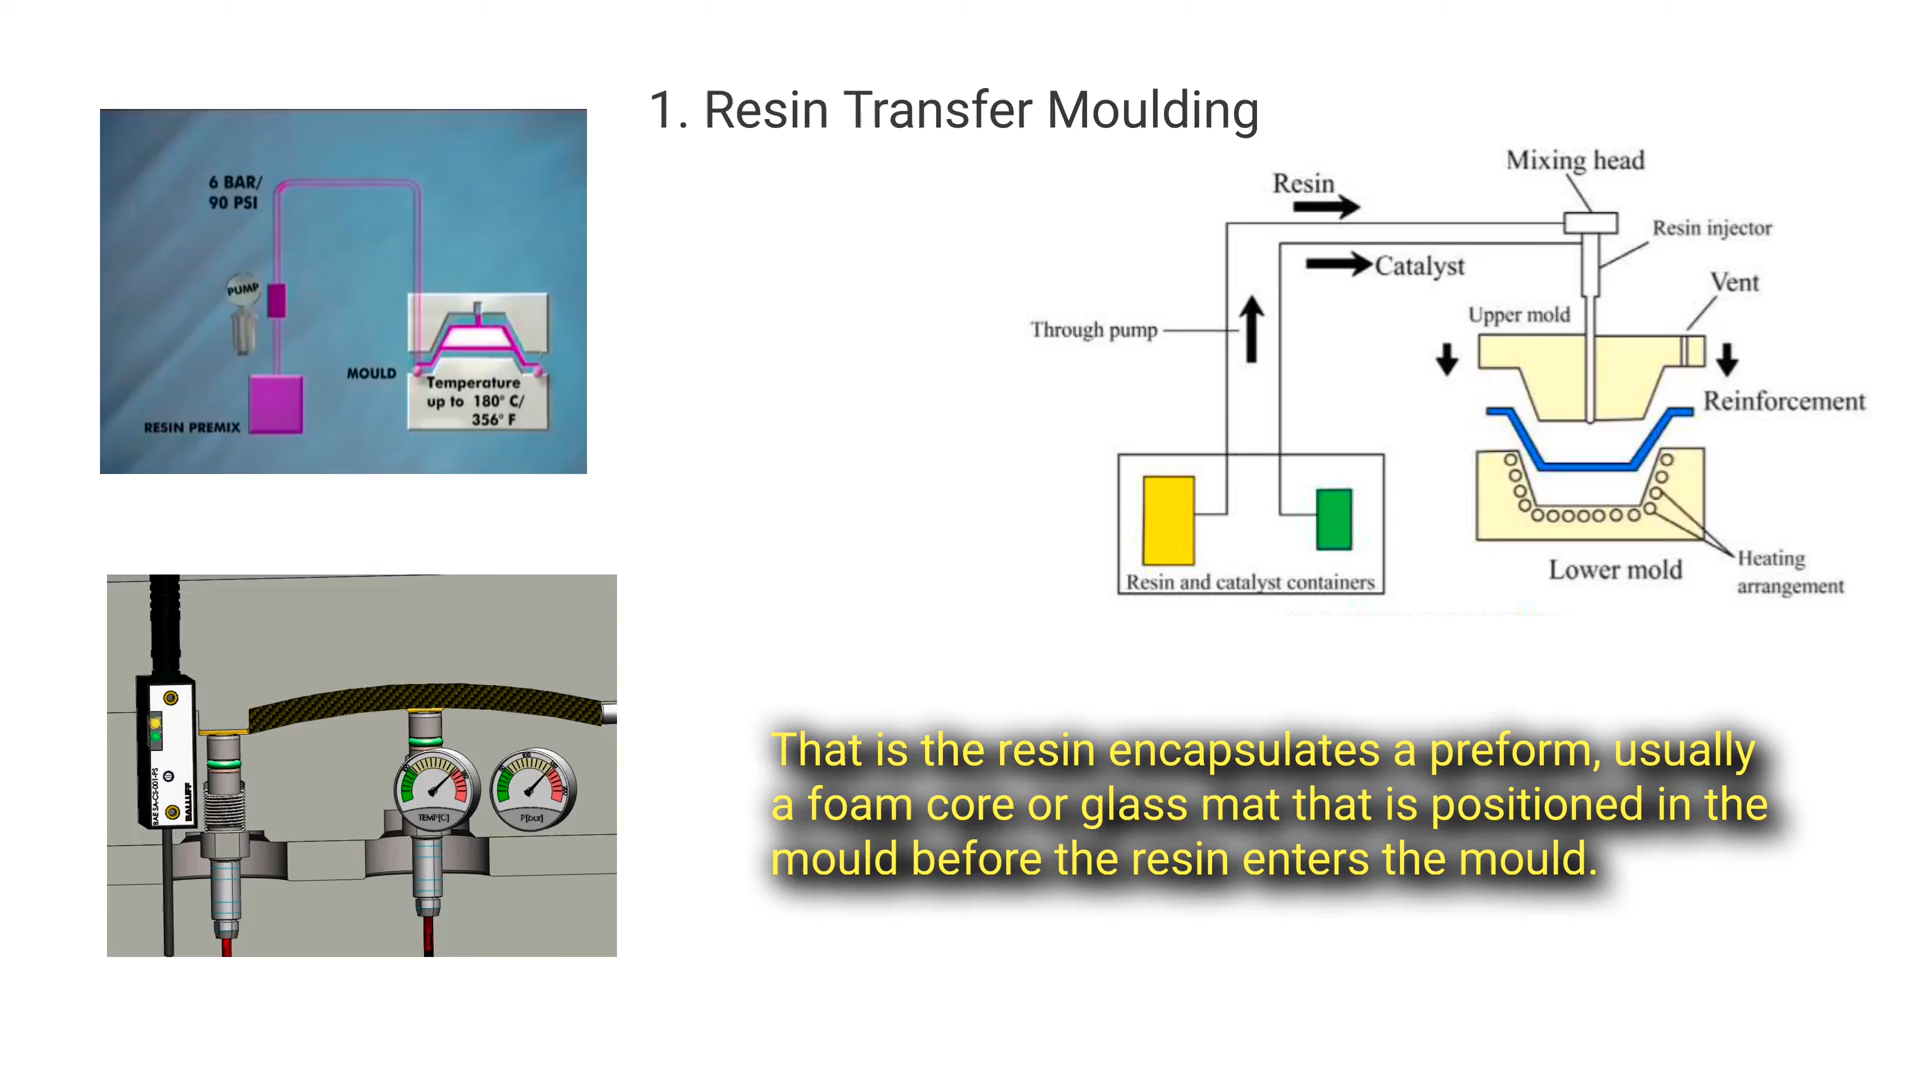 1. Resin Transfer Moulding
6 BAR/
90 PSI
PUMP
MOULD
Temperature
up to 180° C/
356° F
RESIN PREMIX
Mixing head
Resin
Resin injector
Catalyst
Vent
Upper mold
Through pump
Reinforcement
Resin and catalyst containers
Lower mold
Heating
arrangement
BALLUFF
TEMP[C]
P[bar]
That is the resin encapsulates a preform, usually
a foam core or glass mat that is positioned in the
mould before the resin enters the mould.